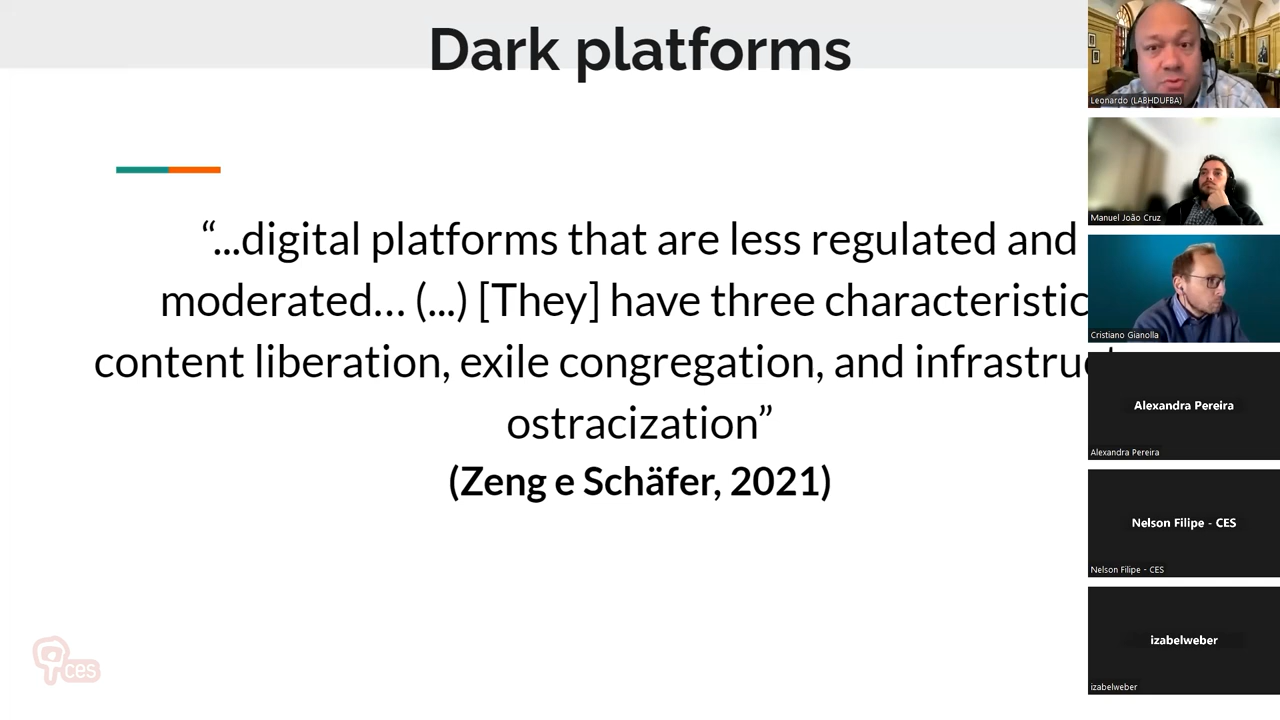 Dark platforms
“...digital platforms that are less regulated and
moderated... (...) [They] have three characteristic
content liberation, exile congregation, and
ostracization”
(Zeng e Schäfer, 2021)
ces
Leonardo (LABHDUFBA)
Manuel João Cruz
Cristiano Gianolla
Alexandra Pereira
Alexandra Pereira
Nelson Filipe - CES
Nelson Filipe - CES
izabelweber
izabelweber